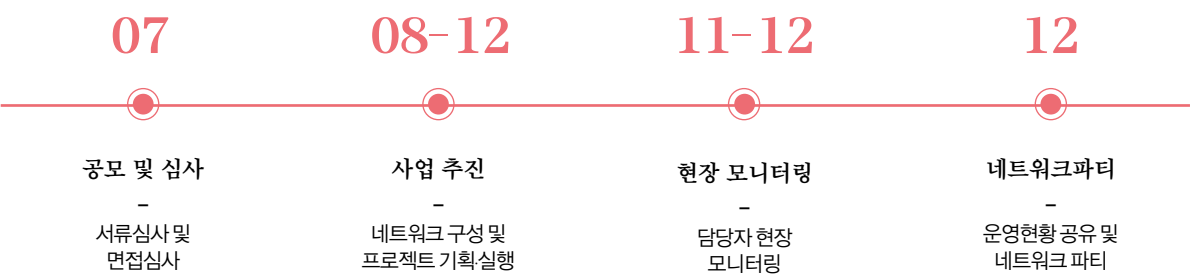 07
08-12
11-12
12
공모 및 심사
-
서류심사 및
면접심사
사업 추진
-
네트워크 구성 및
프로젝트 기획·실행
현장 모니터링
-
담당자 현장
모니터링
네트워크파티
-
운영현황 공유 및
네트워크 파티